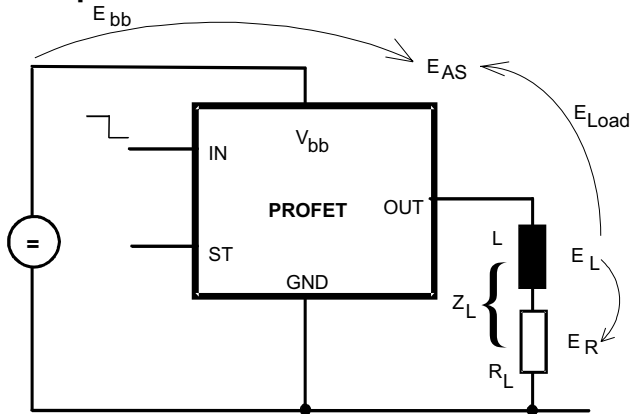 E bb
E AS
E Load
IN
V bb
PROFET
OUT
=
ST
GND
L
E L
Z L
{
E R
R L